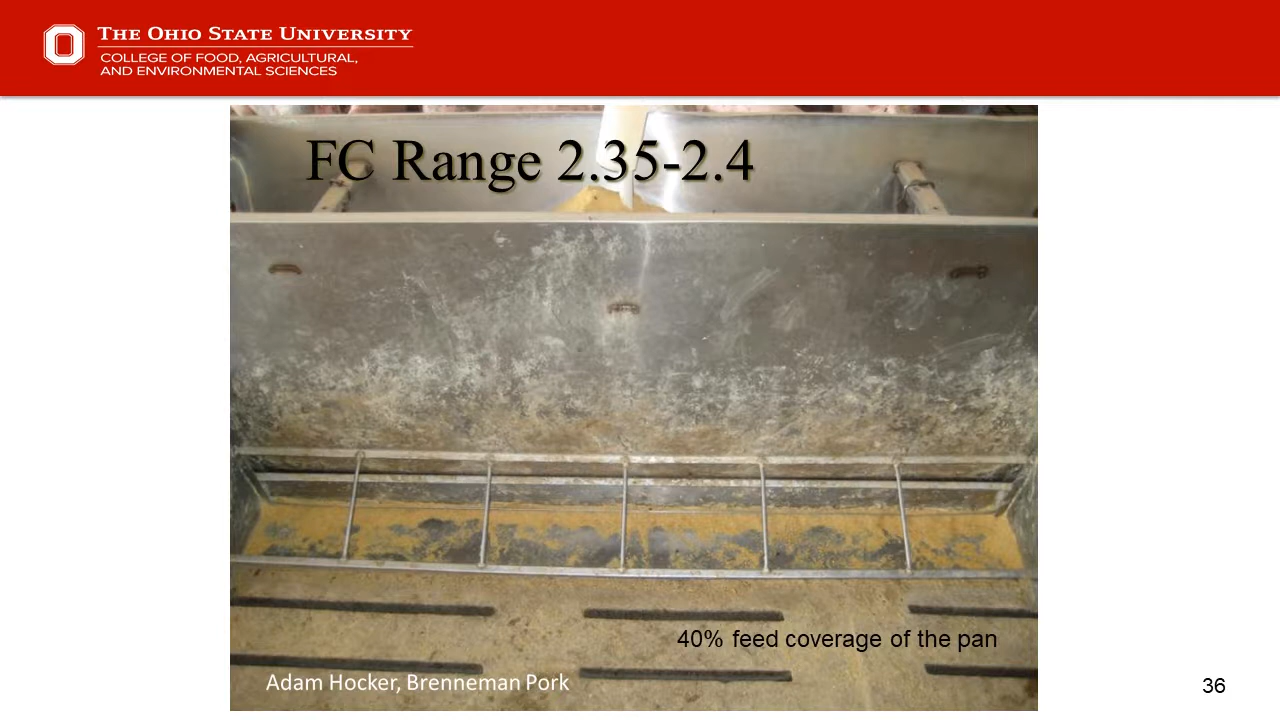 THE OHIO STATE UNIVERSITY
COLLEGE OF FOOD, AGRICULTURAL,
AND ENVIRONMENTAL SCIENCES
FC Range 2.35-2.4
40% feed coverage of the pan
Adam Hocker, Brenneman Pork
36